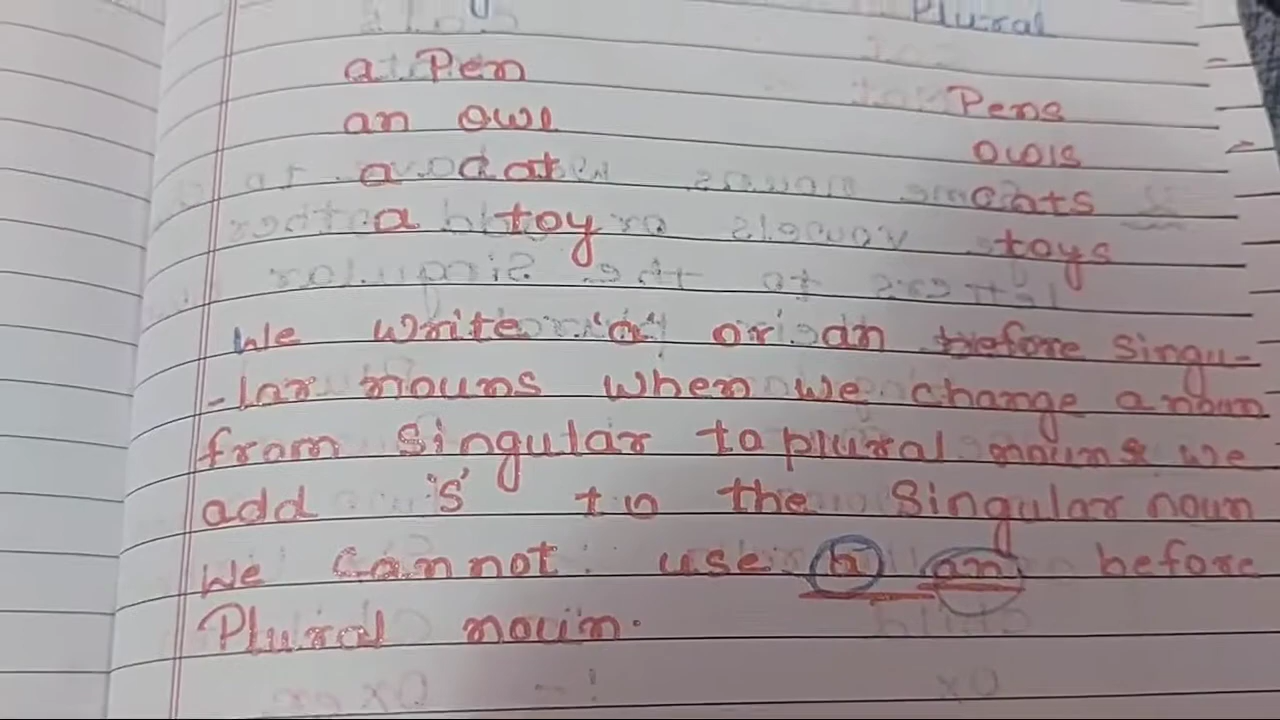 Plural
a Pen Pens
an owl owls
a cat cats
a toy toys
We write 'a' or an before Singu-
-lar nouns when we change a noun
from Singular to plural nouns we
add 's' to the Singular noun
We cannot use a an before
Plural noun.